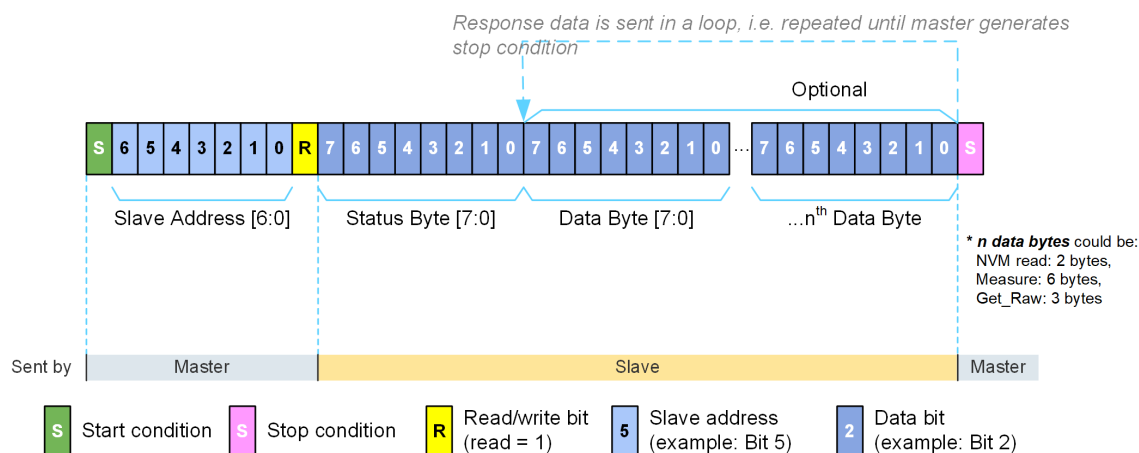 Response data is sent in a loop, i.e. repeated until master generates
stop condition
Optional
S 6 5 4 3 2 1 0 R 7 6 5 4 3 2 1 0 7 6 5 4 3 2 1 0 ... 7 6 5 4 3 2 1 0 S
Slave Address [6:0] Status Byte [7:0] Data Byte [7:0] ...nth Data Byte
* n data bytes could be:
NVM read: 2 bytes,
Measure: 6 bytes,
Get_Raw: 3 bytes
Sent by Master Slave Master
S Start condition S Stop condition R Read/write bit 5 Slave address 2 Data bit
(read = 1) (example: Bit 5) (example: Bit 2)